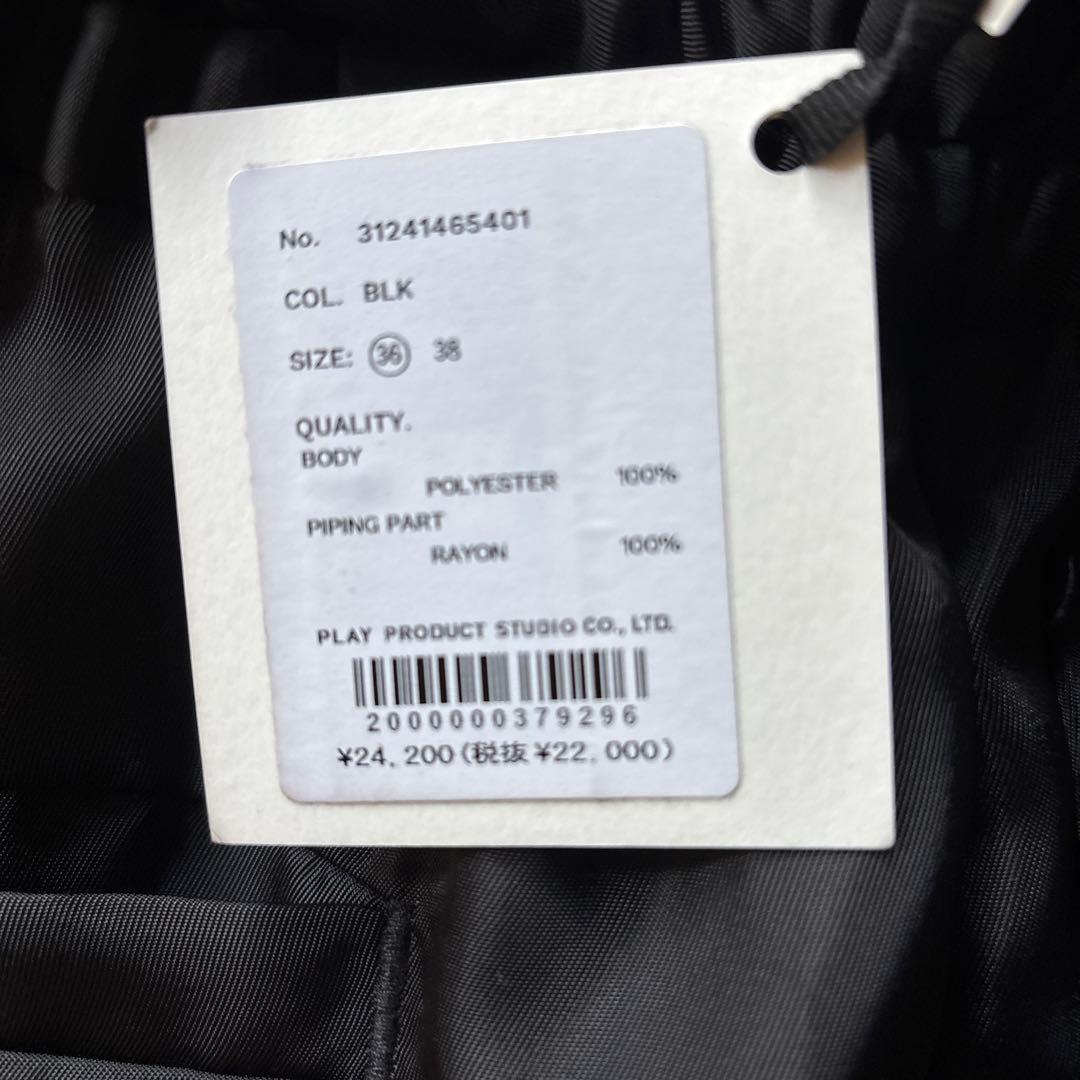 No. 31241465401
COL. BLK
SIZE: 36 38
QUALITY.
BODY
POLYESTER 100%
PIPING PART
RAYON 100%
PLAY PRODUCT STUDIO CO., LTD.
2000000379296
¥24,200(税抜 ¥22,000)